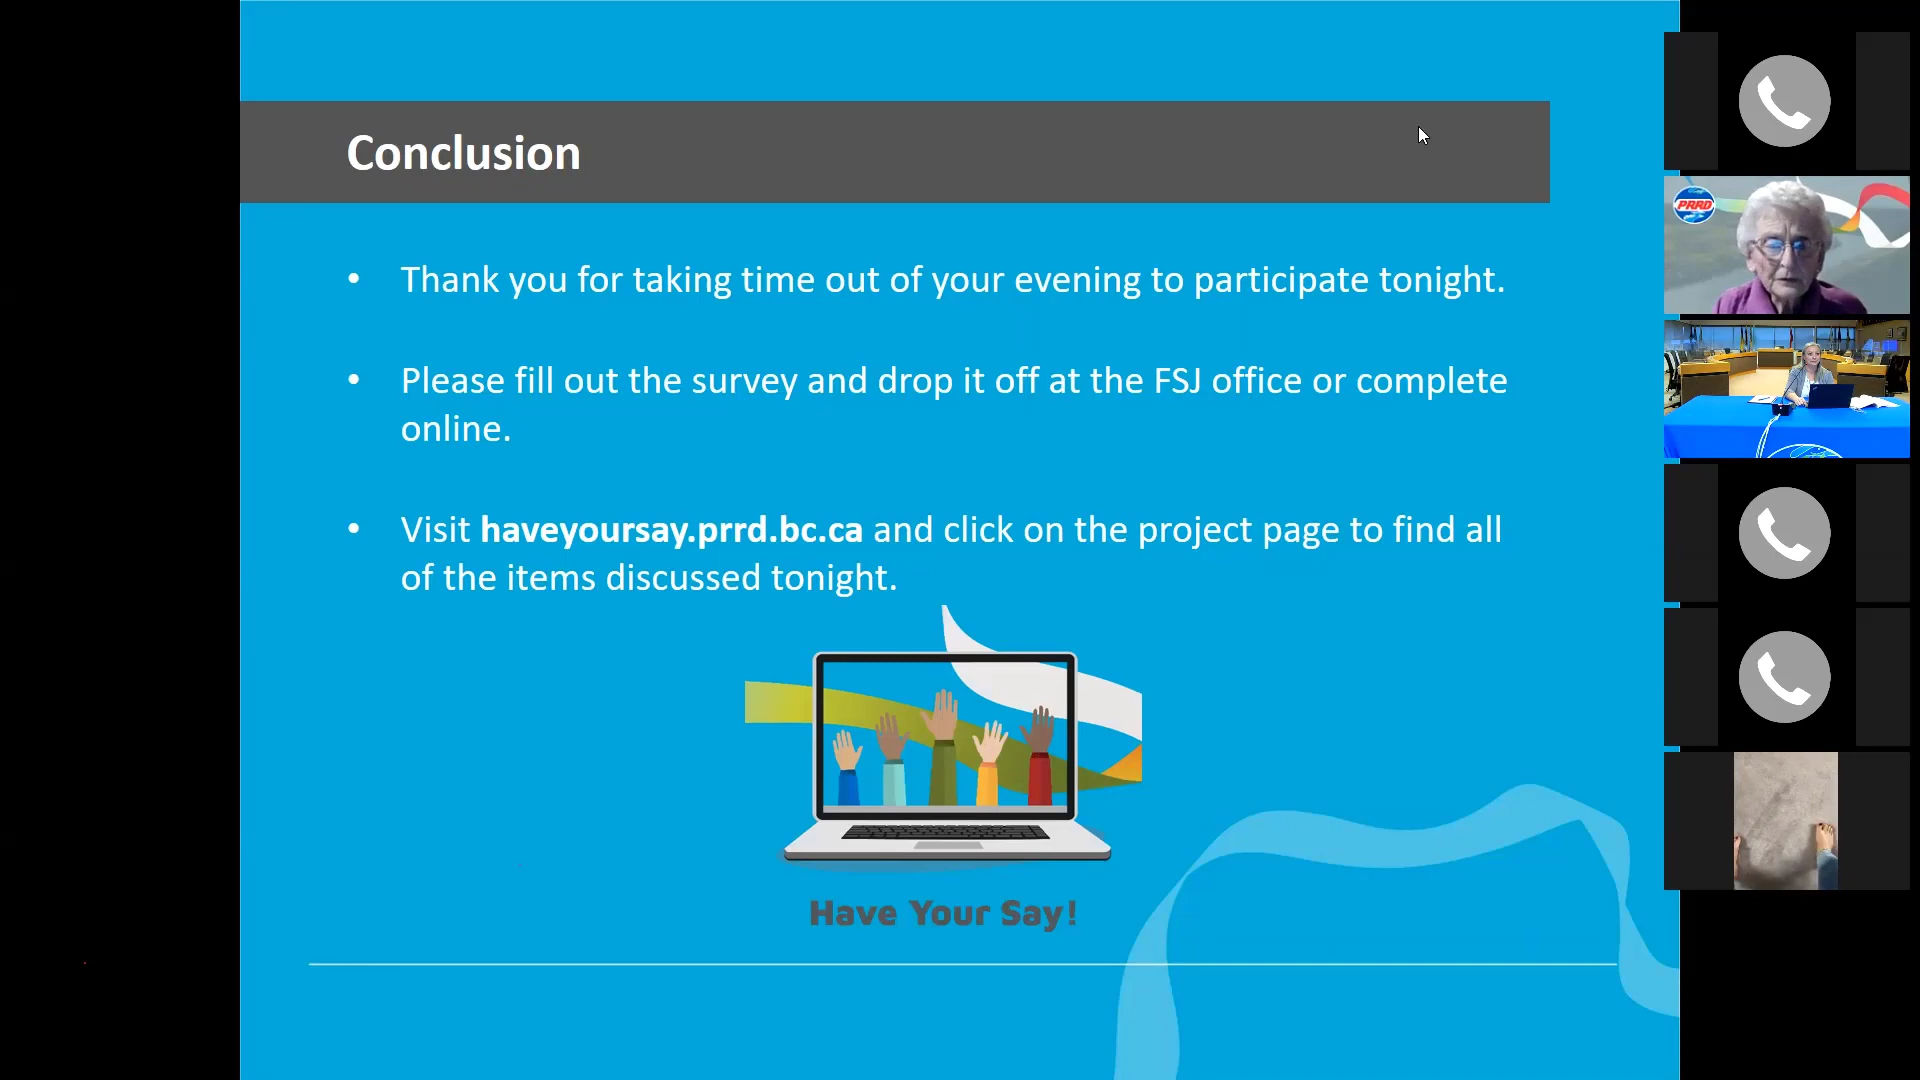 Conclusion
• Thank you for taking time out of your evening to participate tonight.
• Please fill out the survey and drop it off at the FSJ office or complete
online.
• Visit haveyoursay.prrd.bc.ca and click on the project page to find all
of the items discussed tonight.
Have Your Say!
PRRD